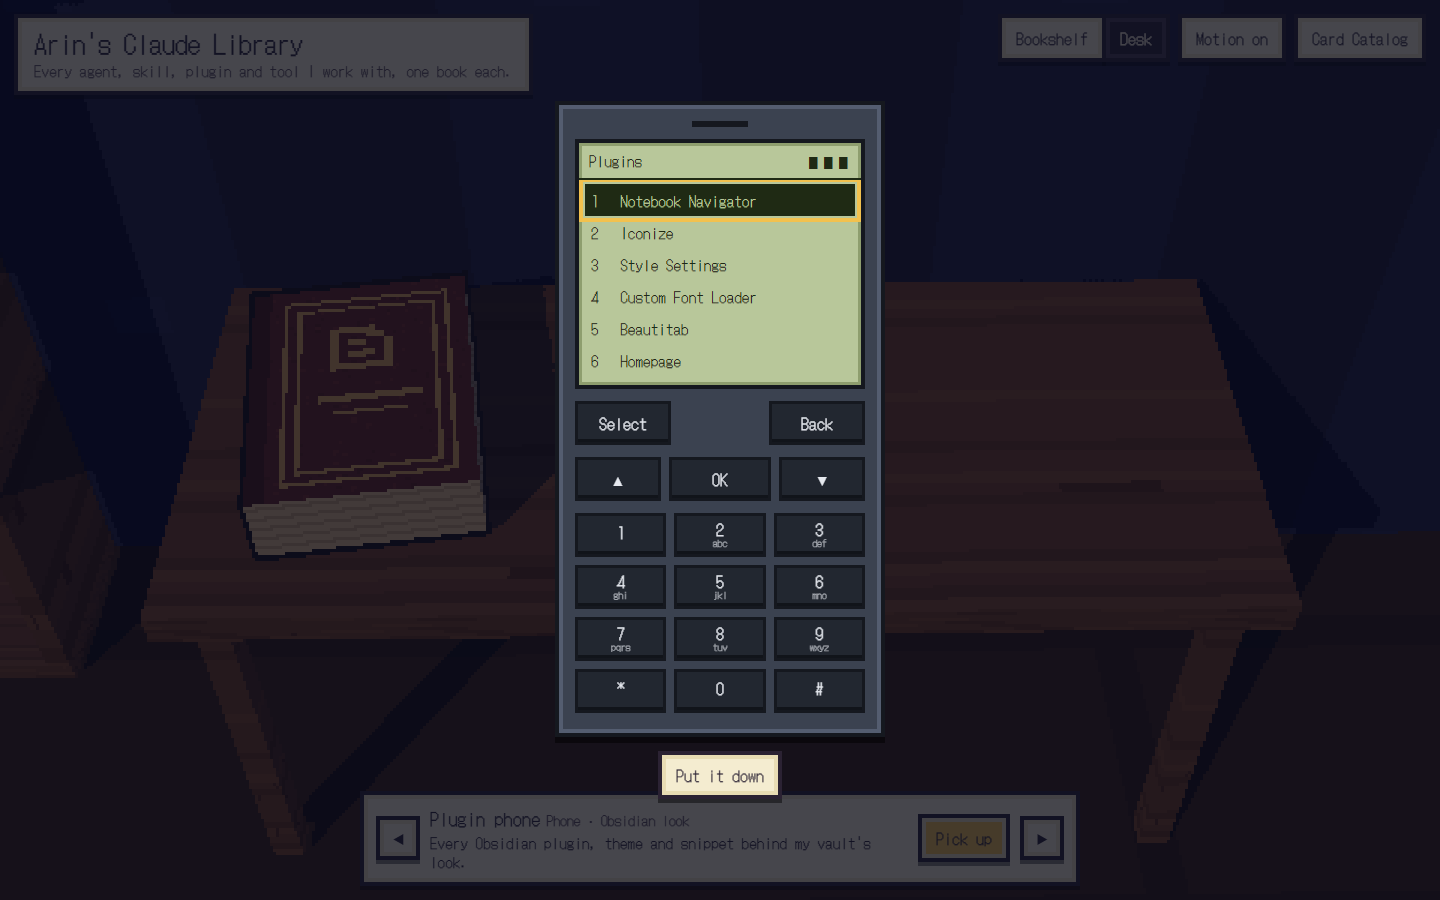 Arin's Claude Library
Every agent, skill, plugin and tool I work with, one book each.
Bookshelf
Desk
Motion on
Card Catalog
Plugins
1 Notebook Navigator
2 Iconize
3 Style Settings
4 Custom Font Loader
5 Beautitab
6 Homepage
Select
Back
▲
OK
▼
1
2
abc
3
def
4
ghi
5
jkl
6
mno
7
pqrs
8
tuv
9
wxyz
*
0
#
Put it down
◀
Plugin phone Phone · Obsidian look
Every Obsidian plugin, theme and snippet behind my vault's
look.
Pick up
▶
B